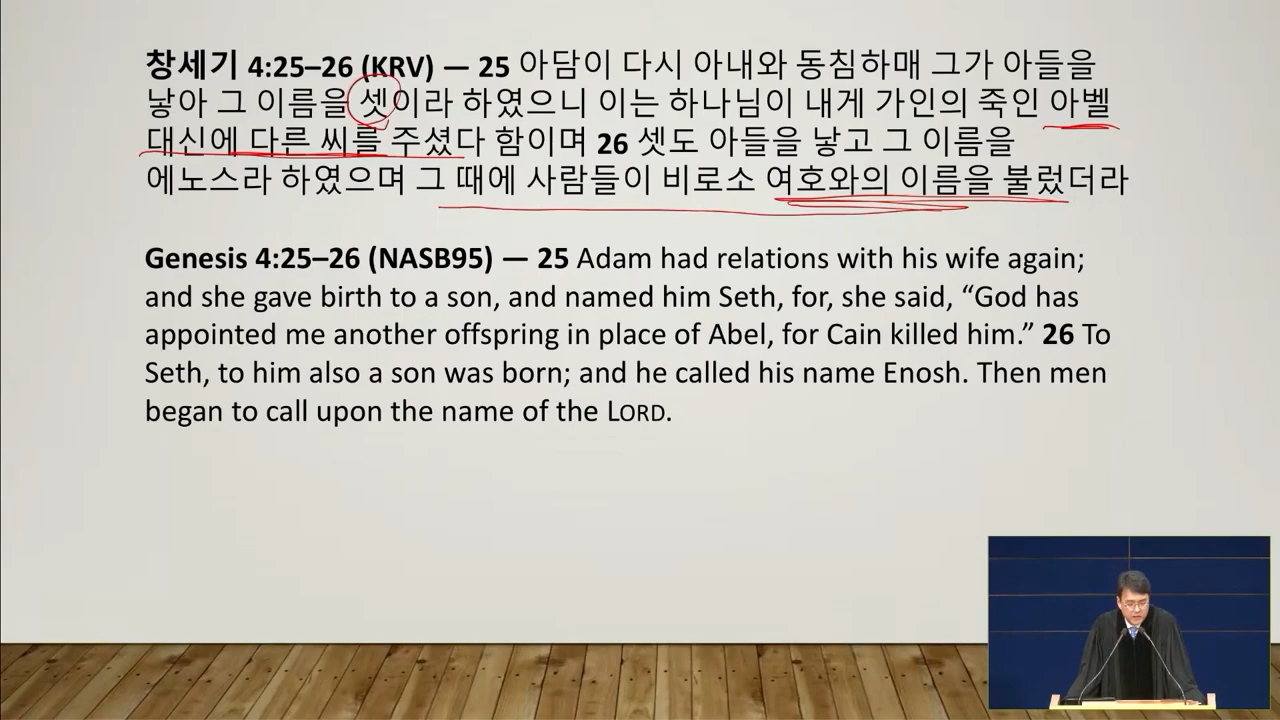 창세기 4:25–26 (KRV) — 25 아담이 다시 아내와 동침하매 그가 아들을
낳아 그 이름을 셋이라 하였으니 이는 하나님이 내게 가인의 죽인 아벨
대신에 다른 씨를 주셨다 함이며 26 셋도 아들을 낳고 그 이름을
에노스라 하였으며 그 때에 사람들이 비로소 여호와의 이름을 불렀더라
Genesis 4:25–26 (NASB95) — 25 Adam had relations with his wife again;
and she gave birth to a son, and named him Seth, for, she said, “God has
appointed me another offspring in place of Abel, for Cain killed him.” 26 To
Seth, to him also a son was born; and he called his name Enosh. Then men
began to call upon the name of the LORD.